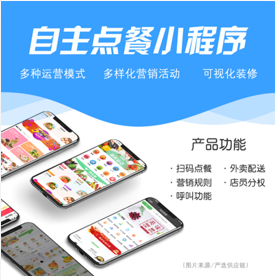 自主点餐小程序
多种运营模式 多样化营销活动 可视化装修
产品功能
· 扫码点餐 · 外卖配送
· 营销规则 · 店员分权
· 呼叫功能
(图片来源/严选供应链)